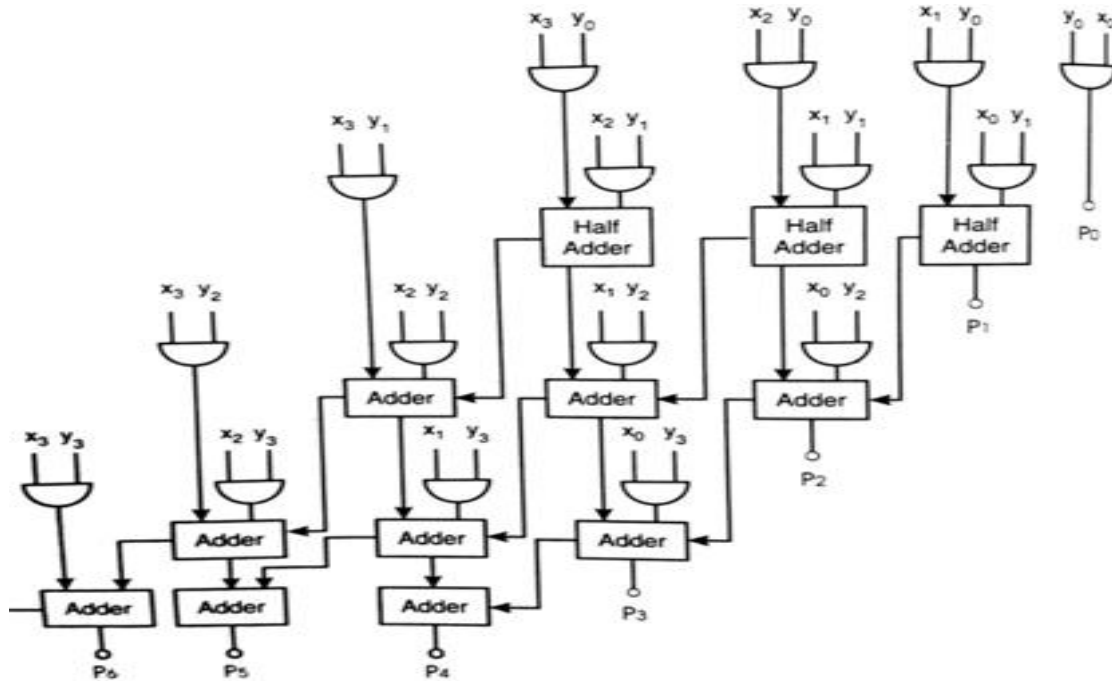 x3 y0 x2 y0 x1 y0 y0 x0
x3 y1 x2 y1 x1 y1 x0 y1
Half Adder Half Adder Half Adder P0
x3 y2 x2 y2 x1 y2 x0 y2 P1
Adder Adder Adder
x3 y3 x2 y3 x1 y3 x0 y3 P2
Adder Adder Adder
Adder Adder Adder P3
P6 P5 P4